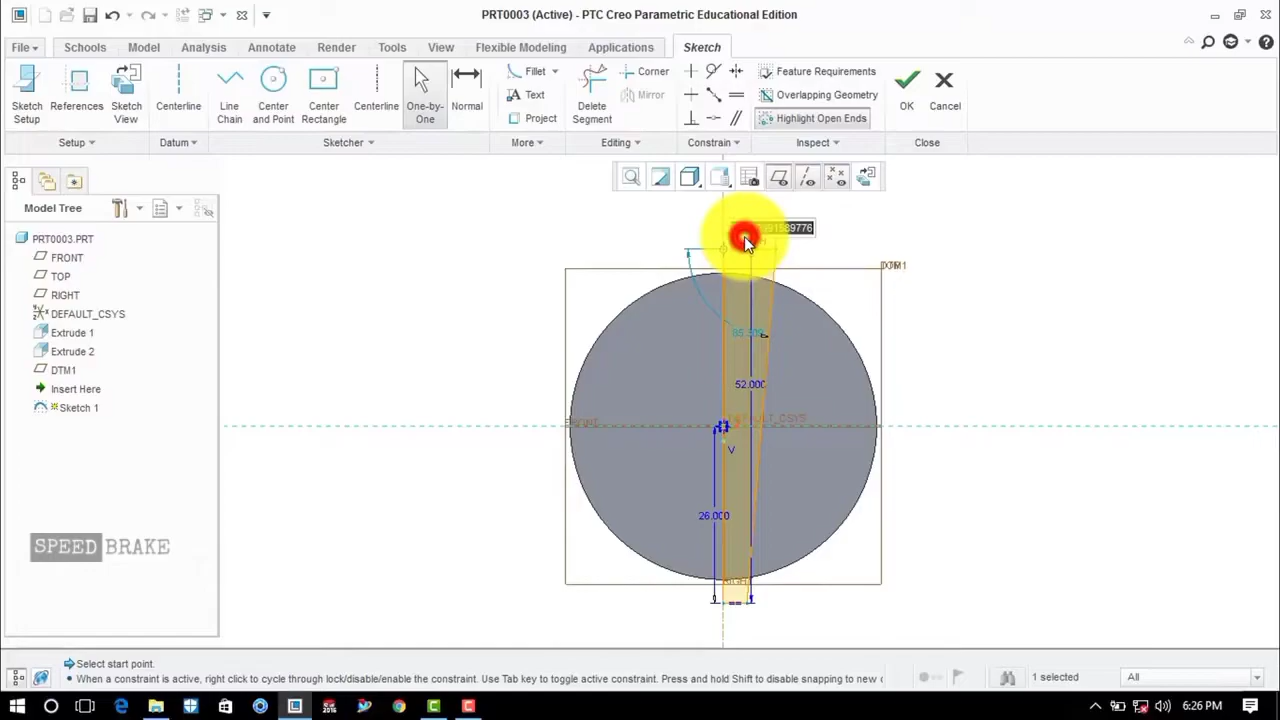 PRT0003 (Active) - PTC Creo Parametric Educational Edition
File Schools Model Analysis Annotate Render Tools View Flexible Modeling Applications Sketch
Sketch Setup
References
Sketch View
Centerline
Line Chain
Center and Point
Center Rectangle
Centerline
One-by-One
Normal
Fillet
Text
Project
Delete Segment
Corner
Mirror
Feature Requirements
Overlapping Geometry
Highlight Open Ends
OK
Cancel
Setup Datum Sketcher More Editing Constrain Inspect Close
Model Tree
PRT0003.PRT
FRONT
TOP
RIGHT
DEFAULT_CSYS
Extrude 1
Extrude 2
DTM1
Insert Here
Sketch 1
52.000
V
26.000
SPEED BRAKE
Select start point.
When a constraint is active, right click to cycle through lock/disable/enable the constraint. Use Tab key to toggle active constraint. Press and hold Shift to disable snapping to new c
1 selected
All
6:26 PM